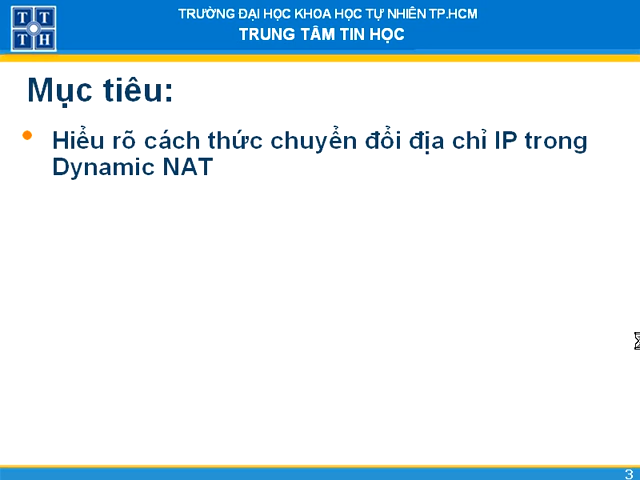 TRƯỜNG ĐẠI HỌC KHOA HỌC TỰ NHIÊN TP.HCM
TRUNG TÂM TIN HỌC
T T
T H
Mục tiêu:
Hiểu rõ cách thức chuyển đổi địa chỉ IP trong
Dynamic NAT
3